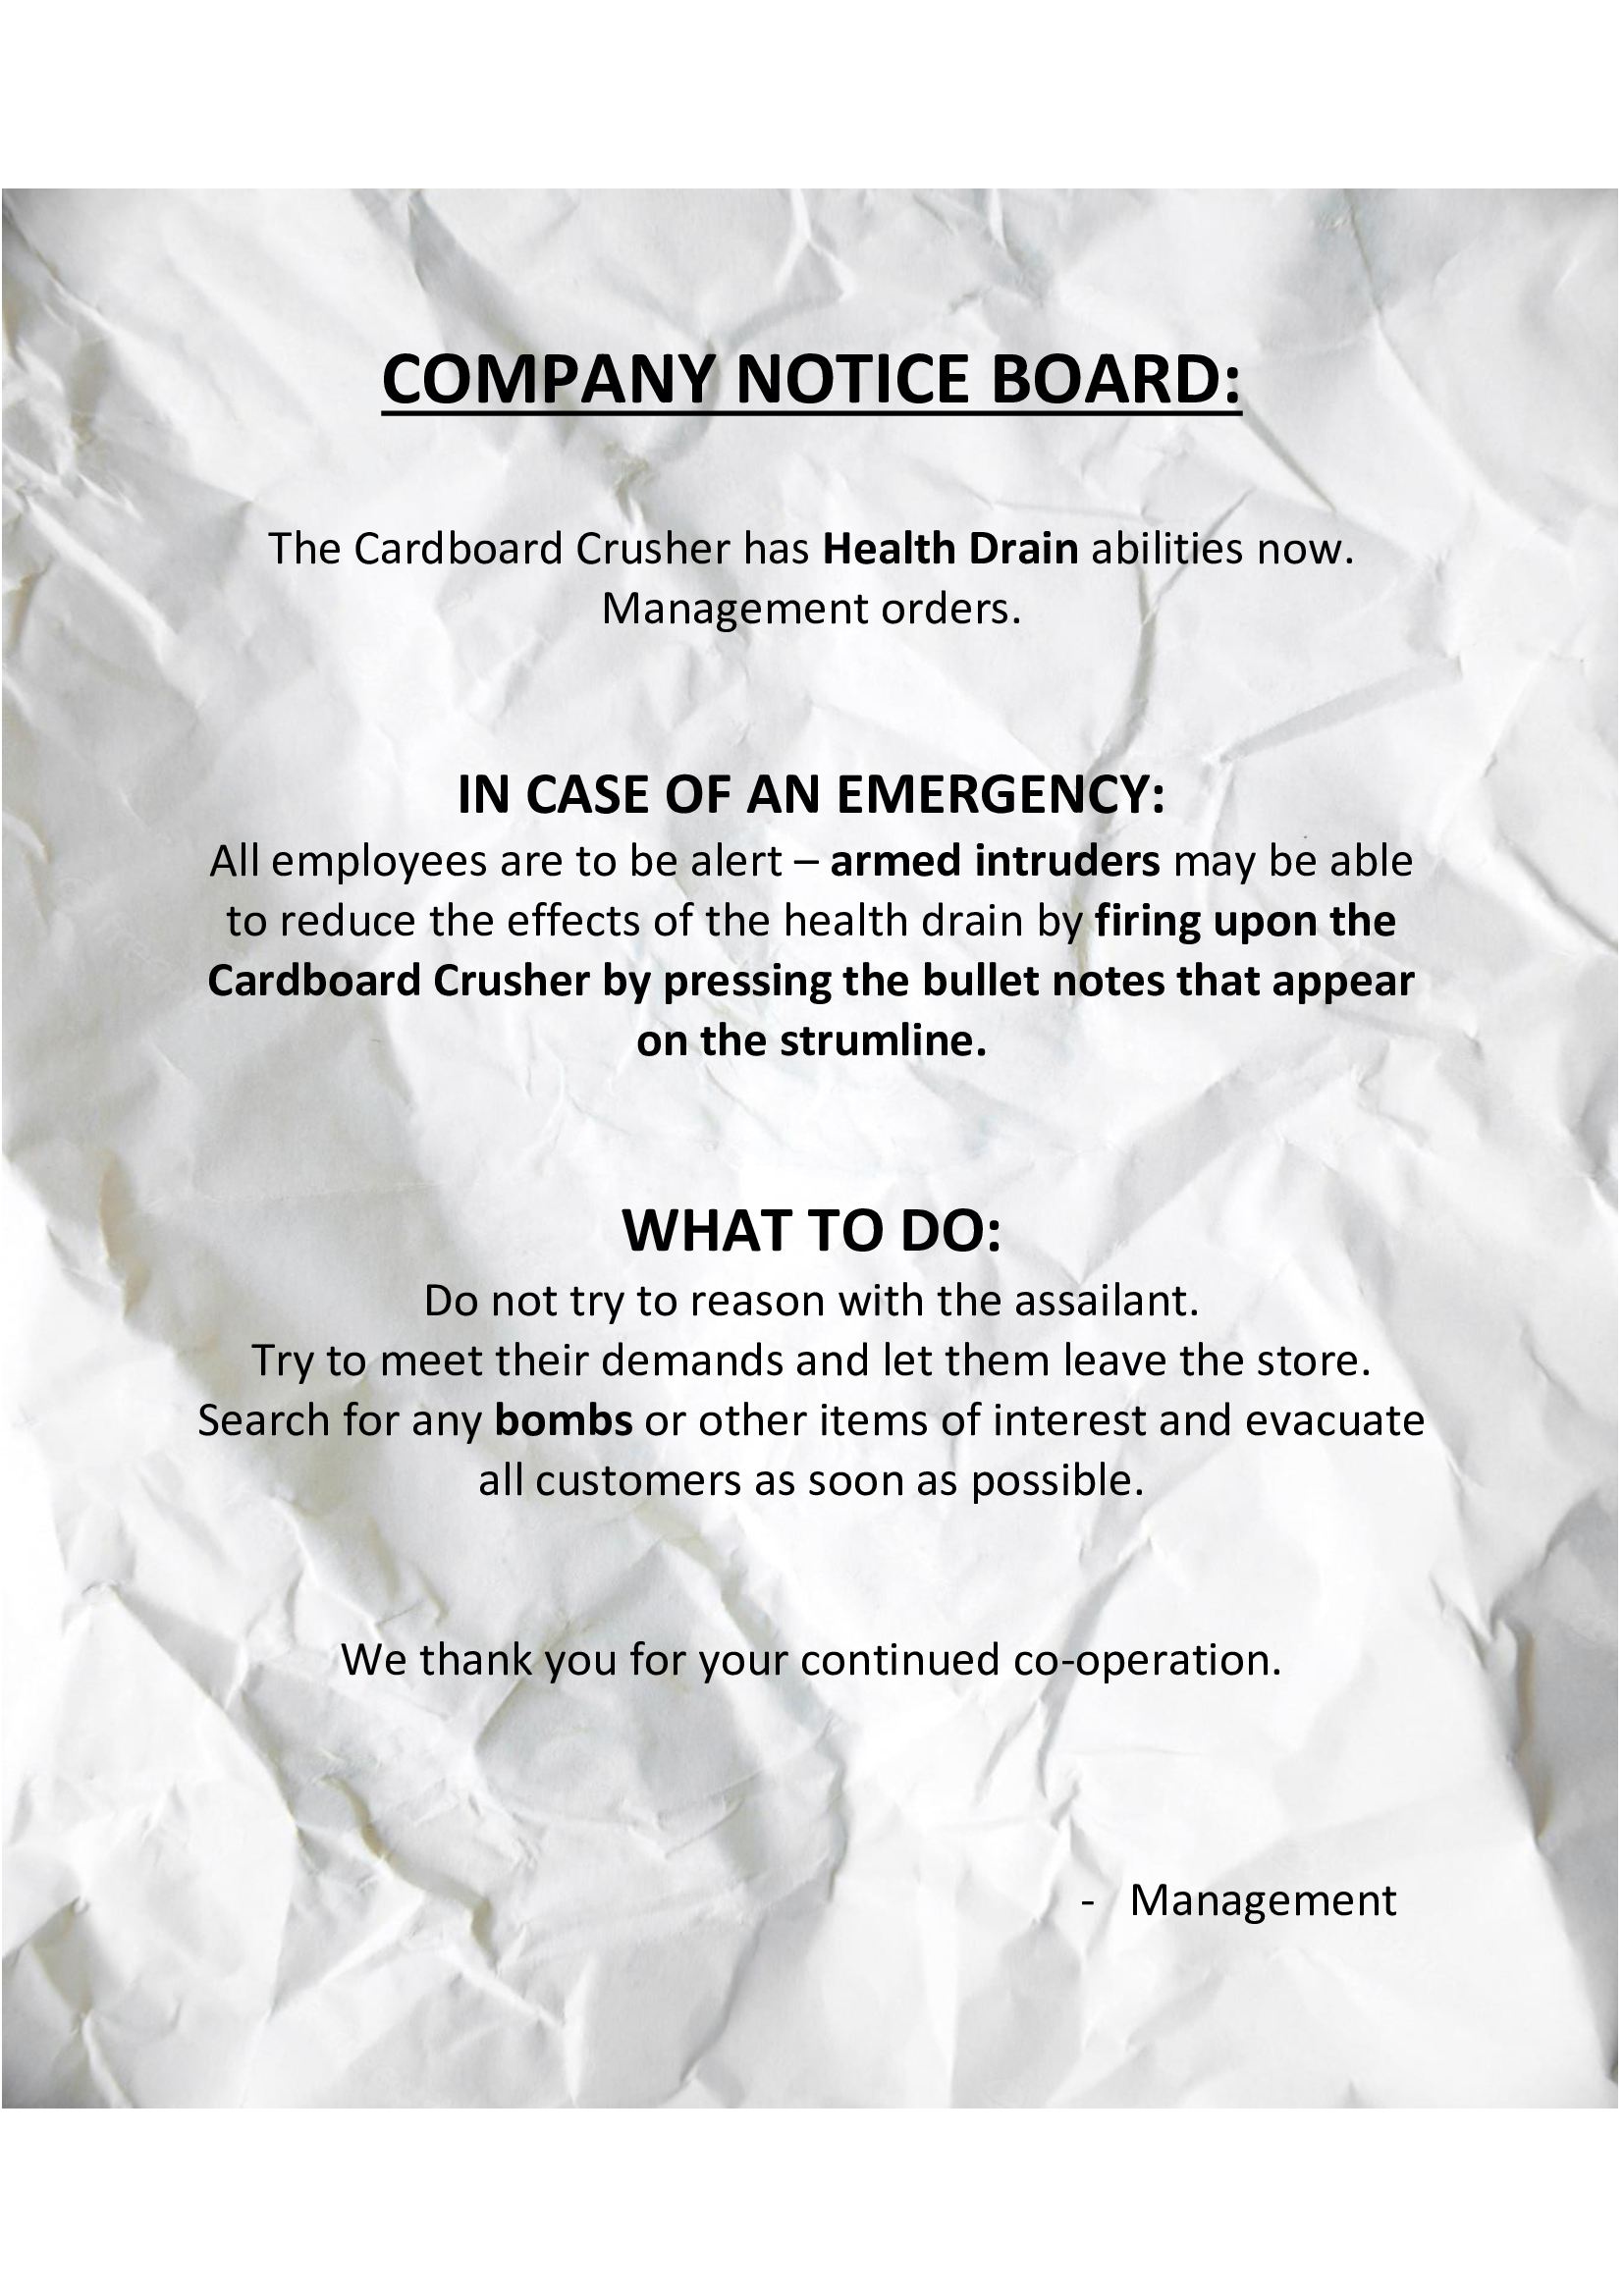 COMPANY NOTICE BOARD:
The Cardboard Crusher has Health Drain abilities now.
Management orders.
IN CASE OF AN EMERGENCY:
All employees are to be alert – armed intruders may be able
to reduce the effects of the health drain by firing upon the
Cardboard Crusher by pressing the bullet notes that appear
on the strumline.
WHAT TO DO:
Do not try to reason with the assailant.
Try to meet their demands and let them leave the store.
Search for any bombs or other items of interest and evacuate
all customers as soon as possible.
We thank you for your continued co-operation.
- Management